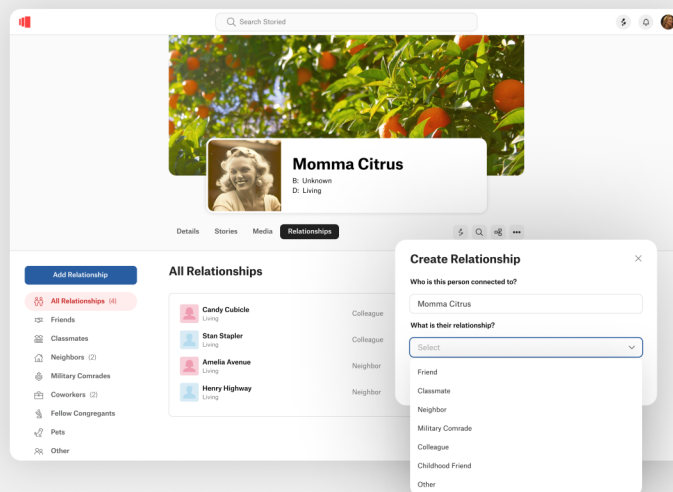 Search Storied
Momma Citrus
B: Unknown
D: Living
Details Stories Media Relationships
Add Relationship
All Relationships (4)
Friends
Classmates
Neighbors (2)
Military Comrades
Coworkers (2)
Fellow Congregants
Pets
Other
All Relationships
Candy Cubicle Colleague
Living
Stan Stapler Colleague
Living
Amelia Avenue Neighbor
Living
Henry Highway Neighbor
Living
Create Relationship
Who is this person connected to?
Momma Citrus
What is their relationship?
Select
Friend
Classmate
Neighbor
Military Comrade
Colleague
Childhood Friend
Other